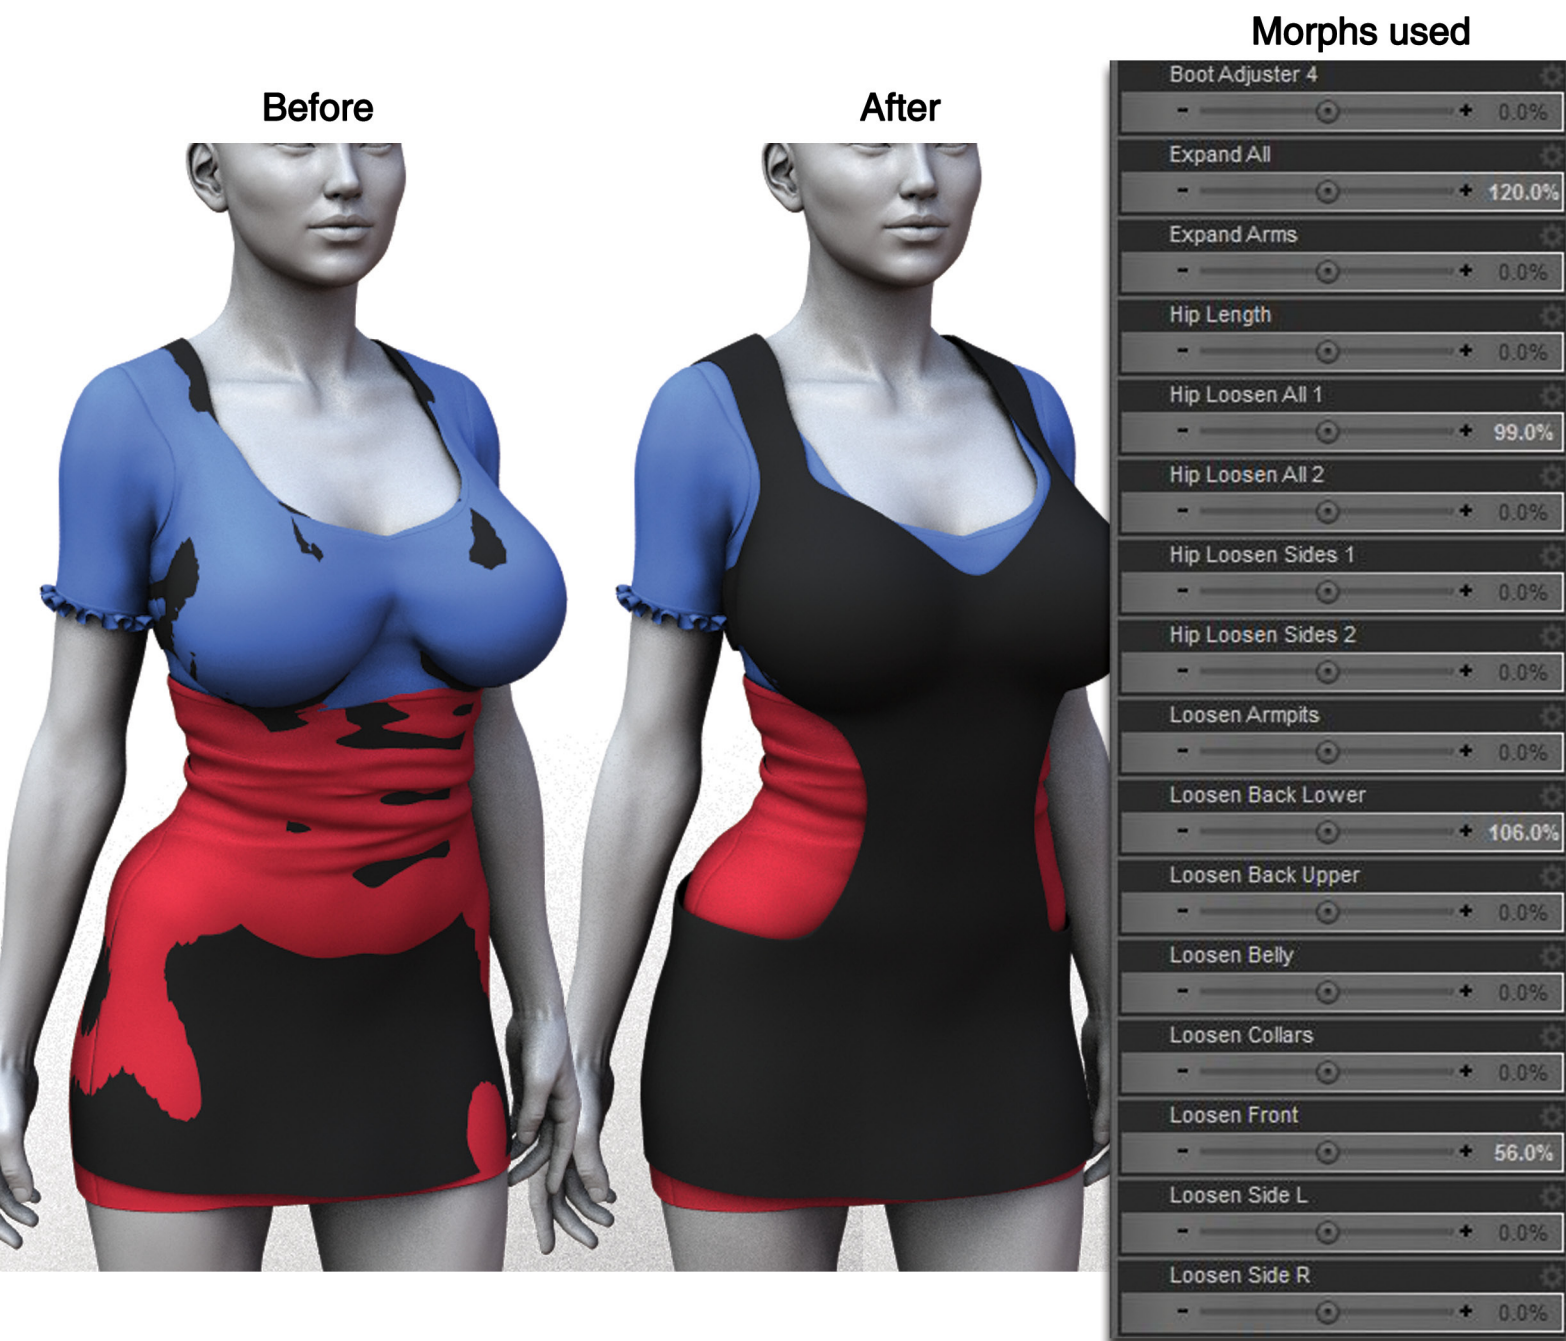 Before
After
Morphs used
Boot Adjuster 4
- + 0.0%
Expand All
- + 120.0%
Expand Arms
- + 0.0%
Hip Length
- + 0.0%
Hip Loosen All 1
- + 99.0%
Hip Loosen All 2
- + 0.0%
Hip Loosen Sides 1
- + 0.0%
Hip Loosen Sides 2
- + 0.0%
Loosen Armpits
- + 0.0%
Loosen Back Lower
- + 106.0%
Loosen Back Upper
- + 0.0%
Loosen Belly
- + 0.0%
Loosen Collars
- + 0.0%
Loosen Front
- + 56.0%
Loosen Side L
- + 0.0%
Loosen Side R
- + 0.0%